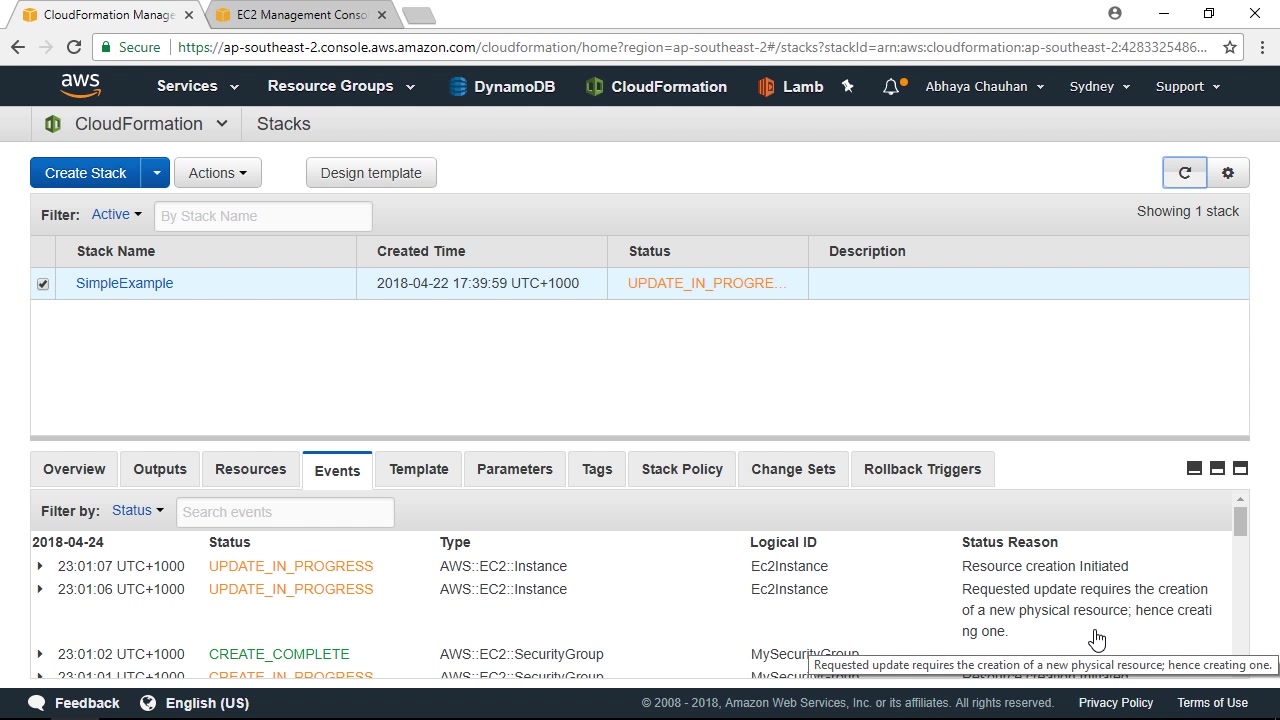 CloudFormation Manage
EC2 Management Conso
Secure https://ap-southeast-2.console.aws.amazon.com/cloudformation/home?region=ap-southeast-2#/stacks?stackId=arn:aws:cloudformation:ap-southeast-2:4283325486...
aws Services Resource Groups DynamoDB CloudFormation Lamb Abhaya Chauhan Sydney Support
CloudFormation Stacks
Create Stack Actions Design template
Filter: Active By Stack Name Showing 1 stack
Stack Name Created Time Status Description
SimpleExample 2018-04-22 17:39:59 UTC+1000 UPDATE_IN_PROGRE...
Overview Outputs Resources Events Template Parameters Tags Stack Policy Change Sets Rollback Triggers
Filter by: Status Search events
2018-04-24 Status Type Logical ID Status Reason
23:01:07 UTC+1000 UPDATE_IN_PROGRESS AWS::EC2::Instance Ec2Instance Resource creation Initiated
23:01:06 UTC+1000 UPDATE_IN_PROGRESS AWS::EC2::Instance Ec2Instance Requested update requires the creation
of a new physical resource; hence creati
ng one.
23:01:02 UTC+1000 CREATE_COMPLETE AWS::EC2::SecurityGroup MySecurityGroup
Requested update requires the creation of a new physical resource; hence creating one.
23:01:01 UTC+1000 CREATE_IN_PROGRESS AWS::EC2::SecurityGroup MySecurityGroup Resource creation Initiated
Feedback English (US) © 2008 - 2018, Amazon Web Services, Inc. or its affiliates. All rights reserved. Privacy Policy Terms of Use